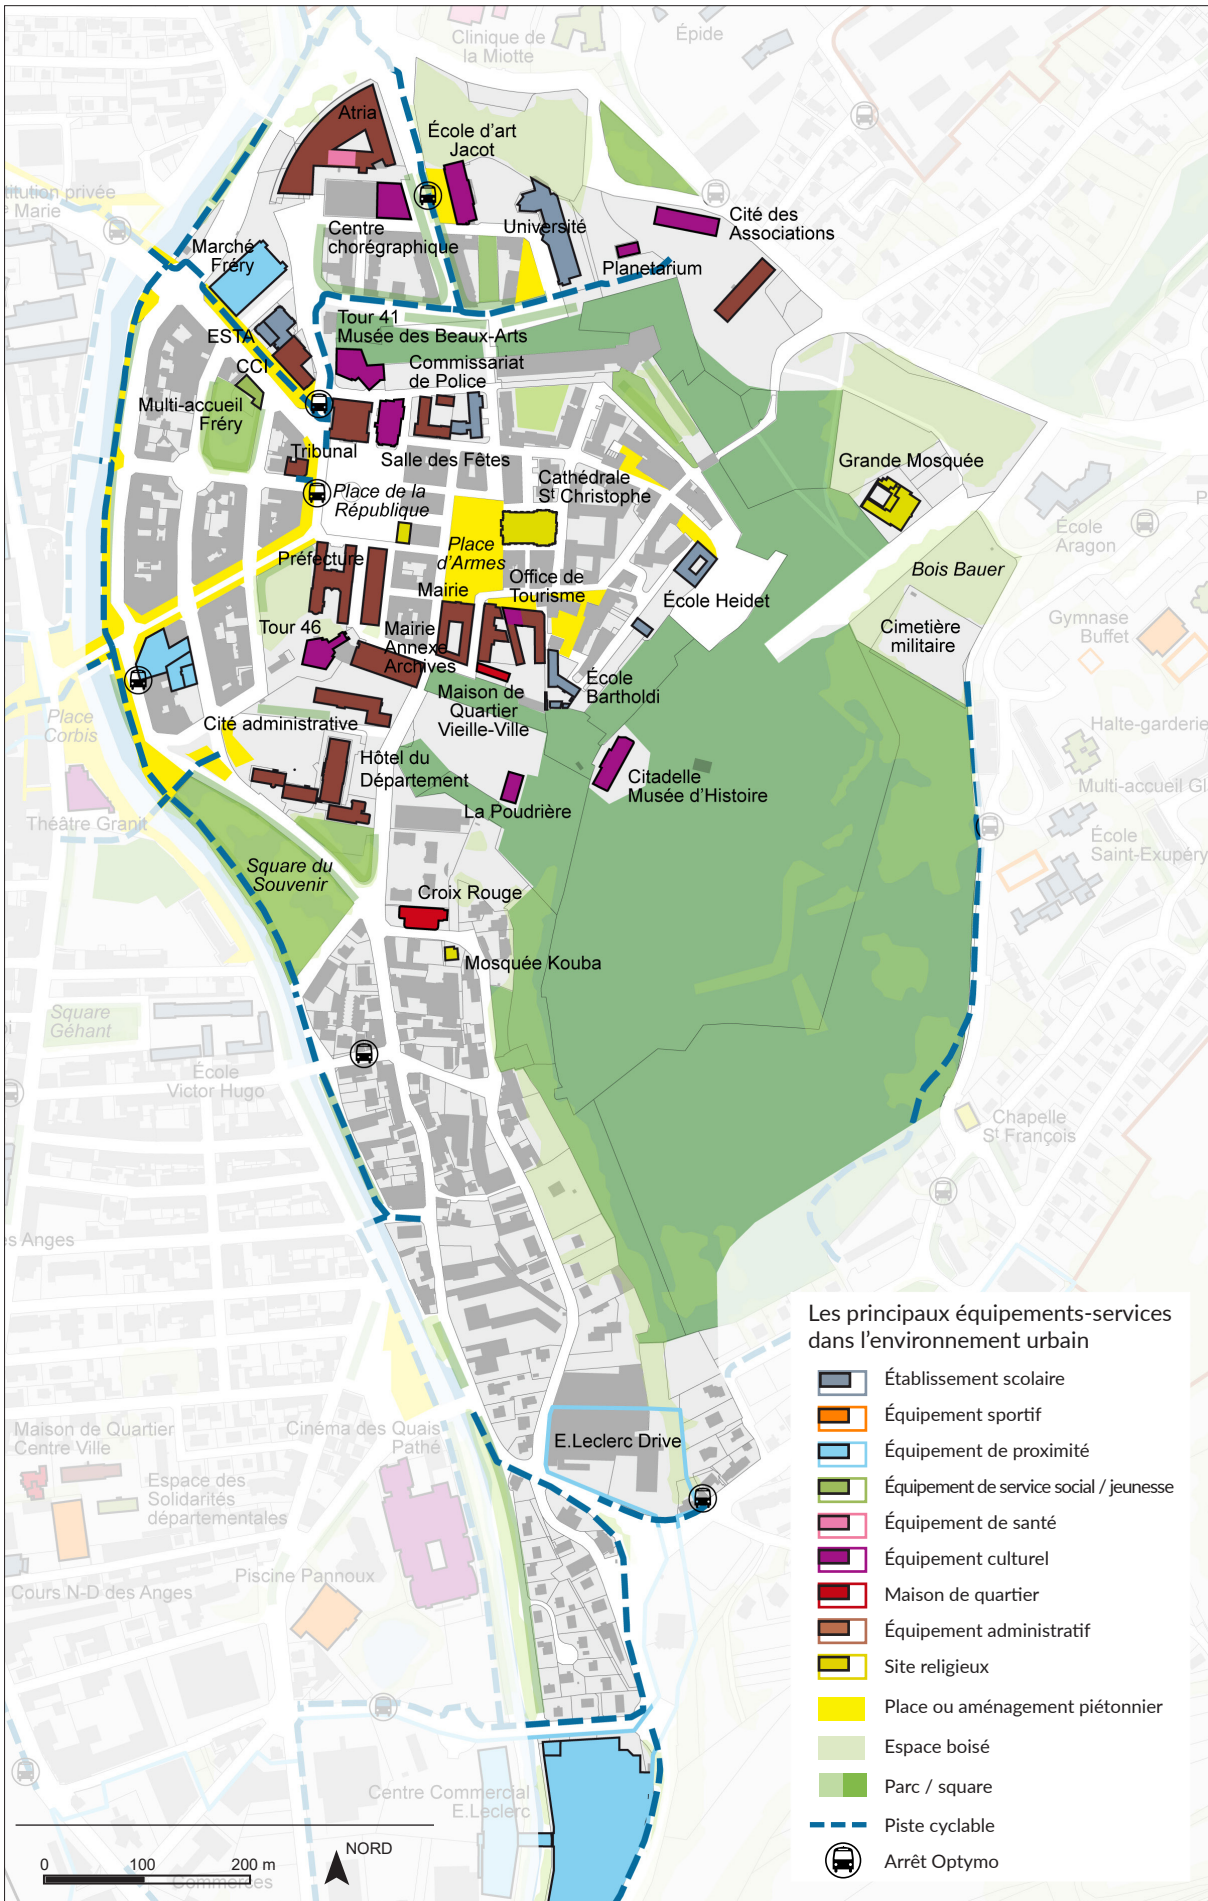 Clinique de
la Miotte
Épide
Atria
École d'art
Jacot
titution privée
Marie
Marché
Fréry
Centre
chorégraphique
Université
Cité des
Associations
Planetarium
Tour 41
Musée des Beaux-Arts
ESTA
CCI
Commissariat
de Police
Multi-accueil
Fréry
Tribunal
Salle des Fêtes
Cathédrale
St Christophe
Grande Mosquée
Place de la
République
École
Aragon
Place
d'Armes
Préfecture
Mairie
Office de
Tourisme
Bois Bauer
École Heidet
Gymnase
Buffet
Cimetière
militaire
Tour 46
Mairie
Annexe
Archives
École
Bartholdi
Maison de
Quartier
Vieille-Ville
Place
Corbis
Cité administrative
Halte-garderie
Hôtel du
Département
Citadelle
Musée d'Histoire
Multi-accueil Gl
La Poudrière
Théâtre Granit
École
Saint-Exupéry
Square du
Souvenir
Croix Rouge
Mosquée Kouba
Square
Géhant
École
Victor Hugo
Chapelle
St François
s Anges
Les principaux équipements-services
dans l'environnement urbain
Établissement scolaire
Équipement sportif
Équipement de proximité
Équipement de service social / jeunesse
Équipement de santé
Équipement culturel
Maison de quartier
Équipement administratif
Site religieux
Place ou aménagement piétonnier
Espace boisé
Parc / square
Piste cyclable
Arrêt Optymo
Maison de Quartier
Centre Ville
Cinéma des Quais
Pathé
E.Leclerc Drive
Espace des
Solidarités
départementales
Cours N-D des Anges
Piscine Pannoux
Centre Commercial
E.Leclerc
NORD
0 100 200 m
Commerces